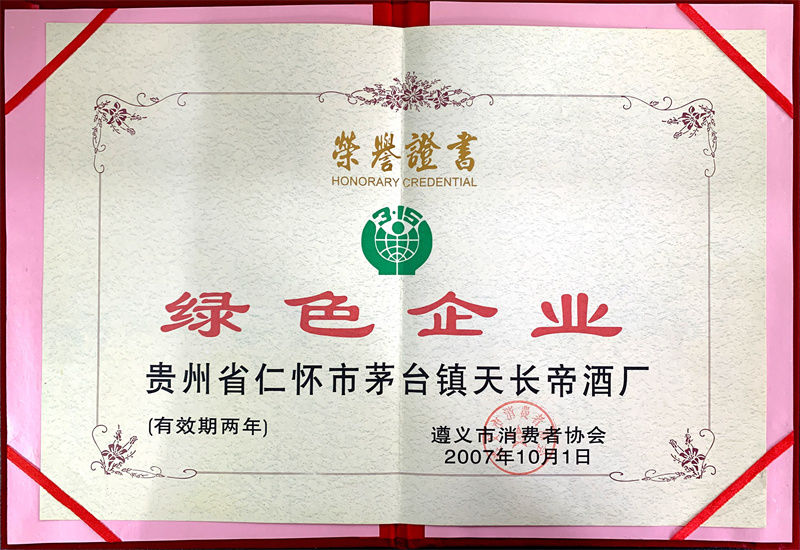 榮譽證書
HONORARY CREDENTIAL
3·15
绿色企业
贵州省仁怀市茅台镇天长帝酒厂
(有效期两年)
遵义市消费者协会
2007年10月1日